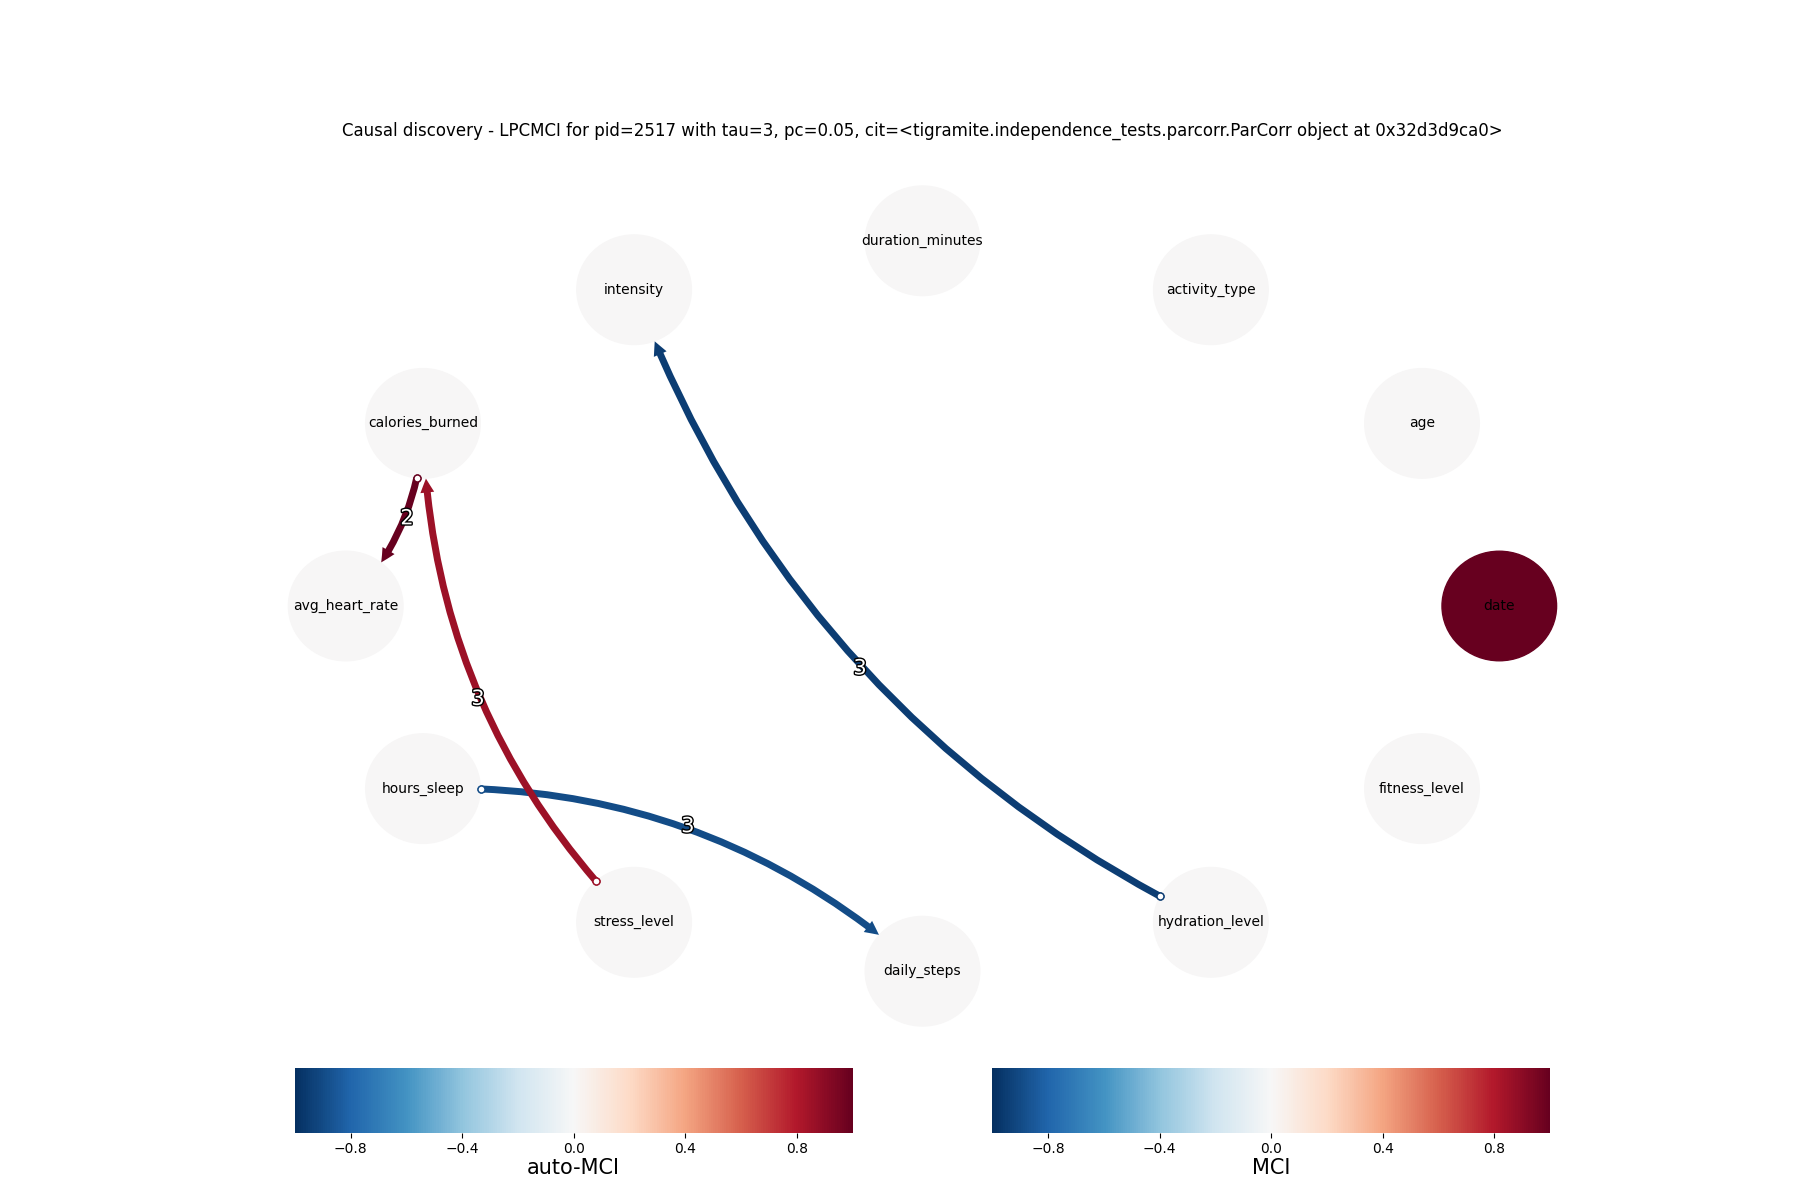 Causal discovery - LPCMCI for pid=2517 with tau=3, pc=0.05, cit=<tigramite.independence_tests.parcorr.ParCorr object at 0x32d3d9ca0>
duration_minutes
intensity
activity_type
calories_burned
age
2
avg_heart_rate
date
3
3
hours_sleep
fitness_level
3
stress_level
hydration_level
daily_steps
−0.8 −0.4 0.0 0.4 0.8
auto-MCI
−0.8 −0.4 0.0 0.4 0.8
MCI